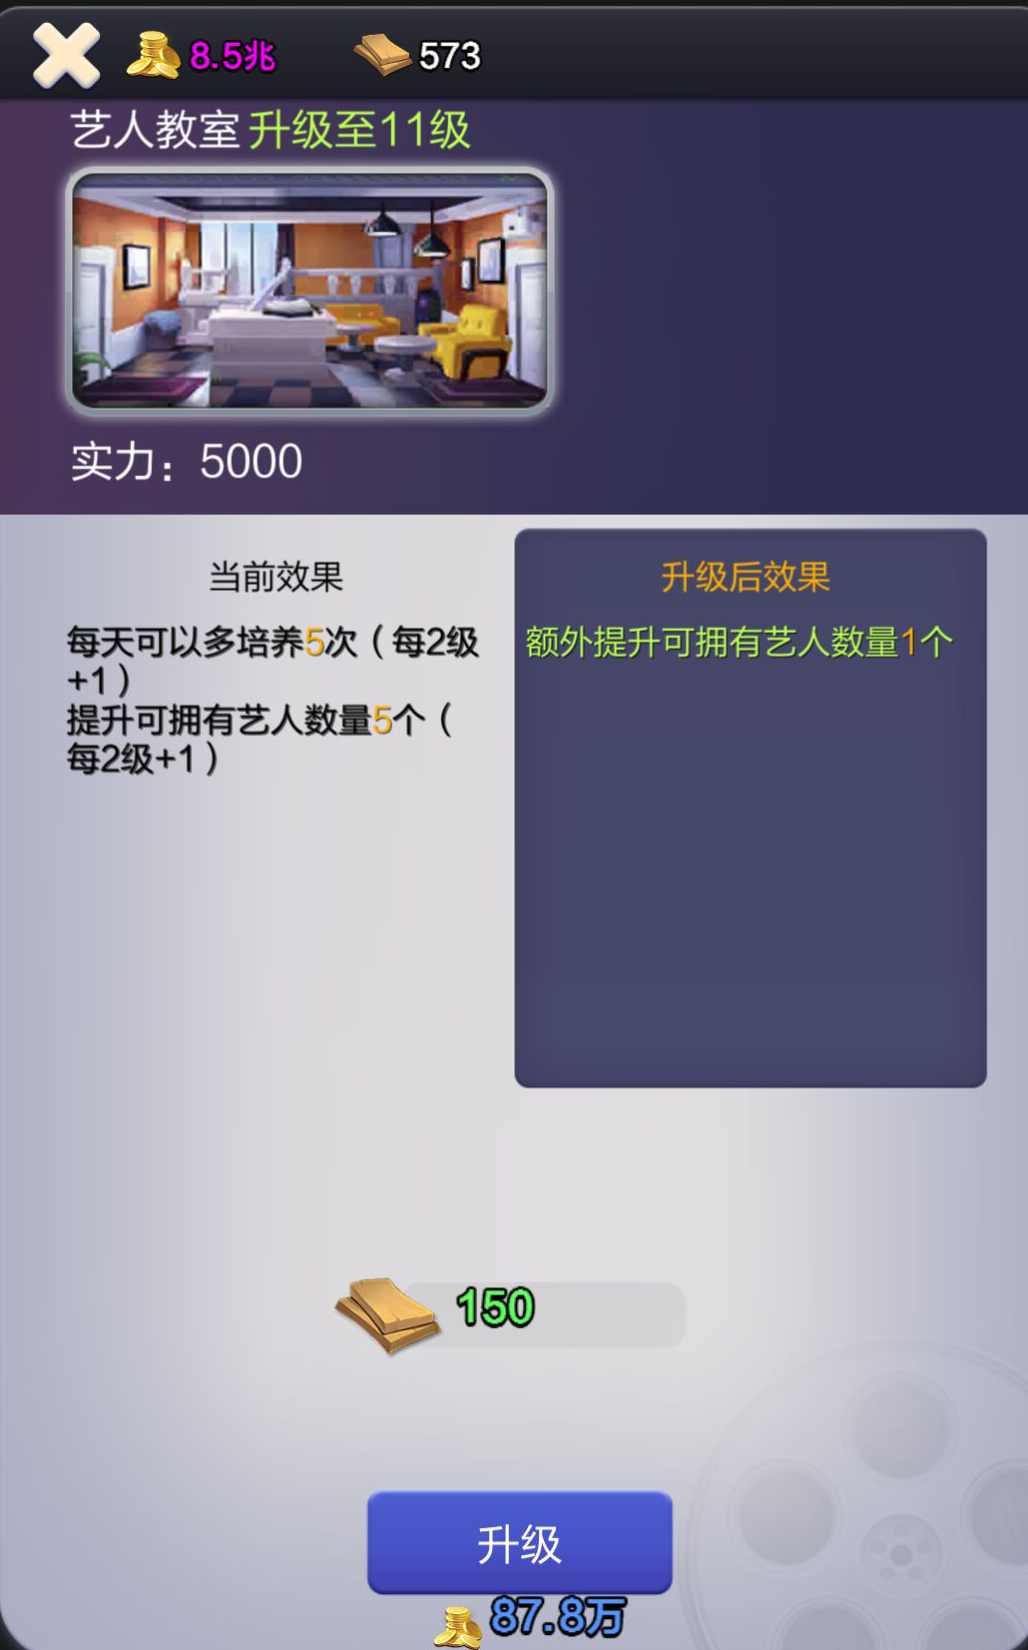 8.5兆 573
艺人教室升级至11级
实力：5000
当前效果
每天可以多培养5次（每2级
+1）
提升可拥有艺人数量5个（
每2级+1）
升级后效果
额外提升可拥有艺人数量1个
150
升级
87.8万